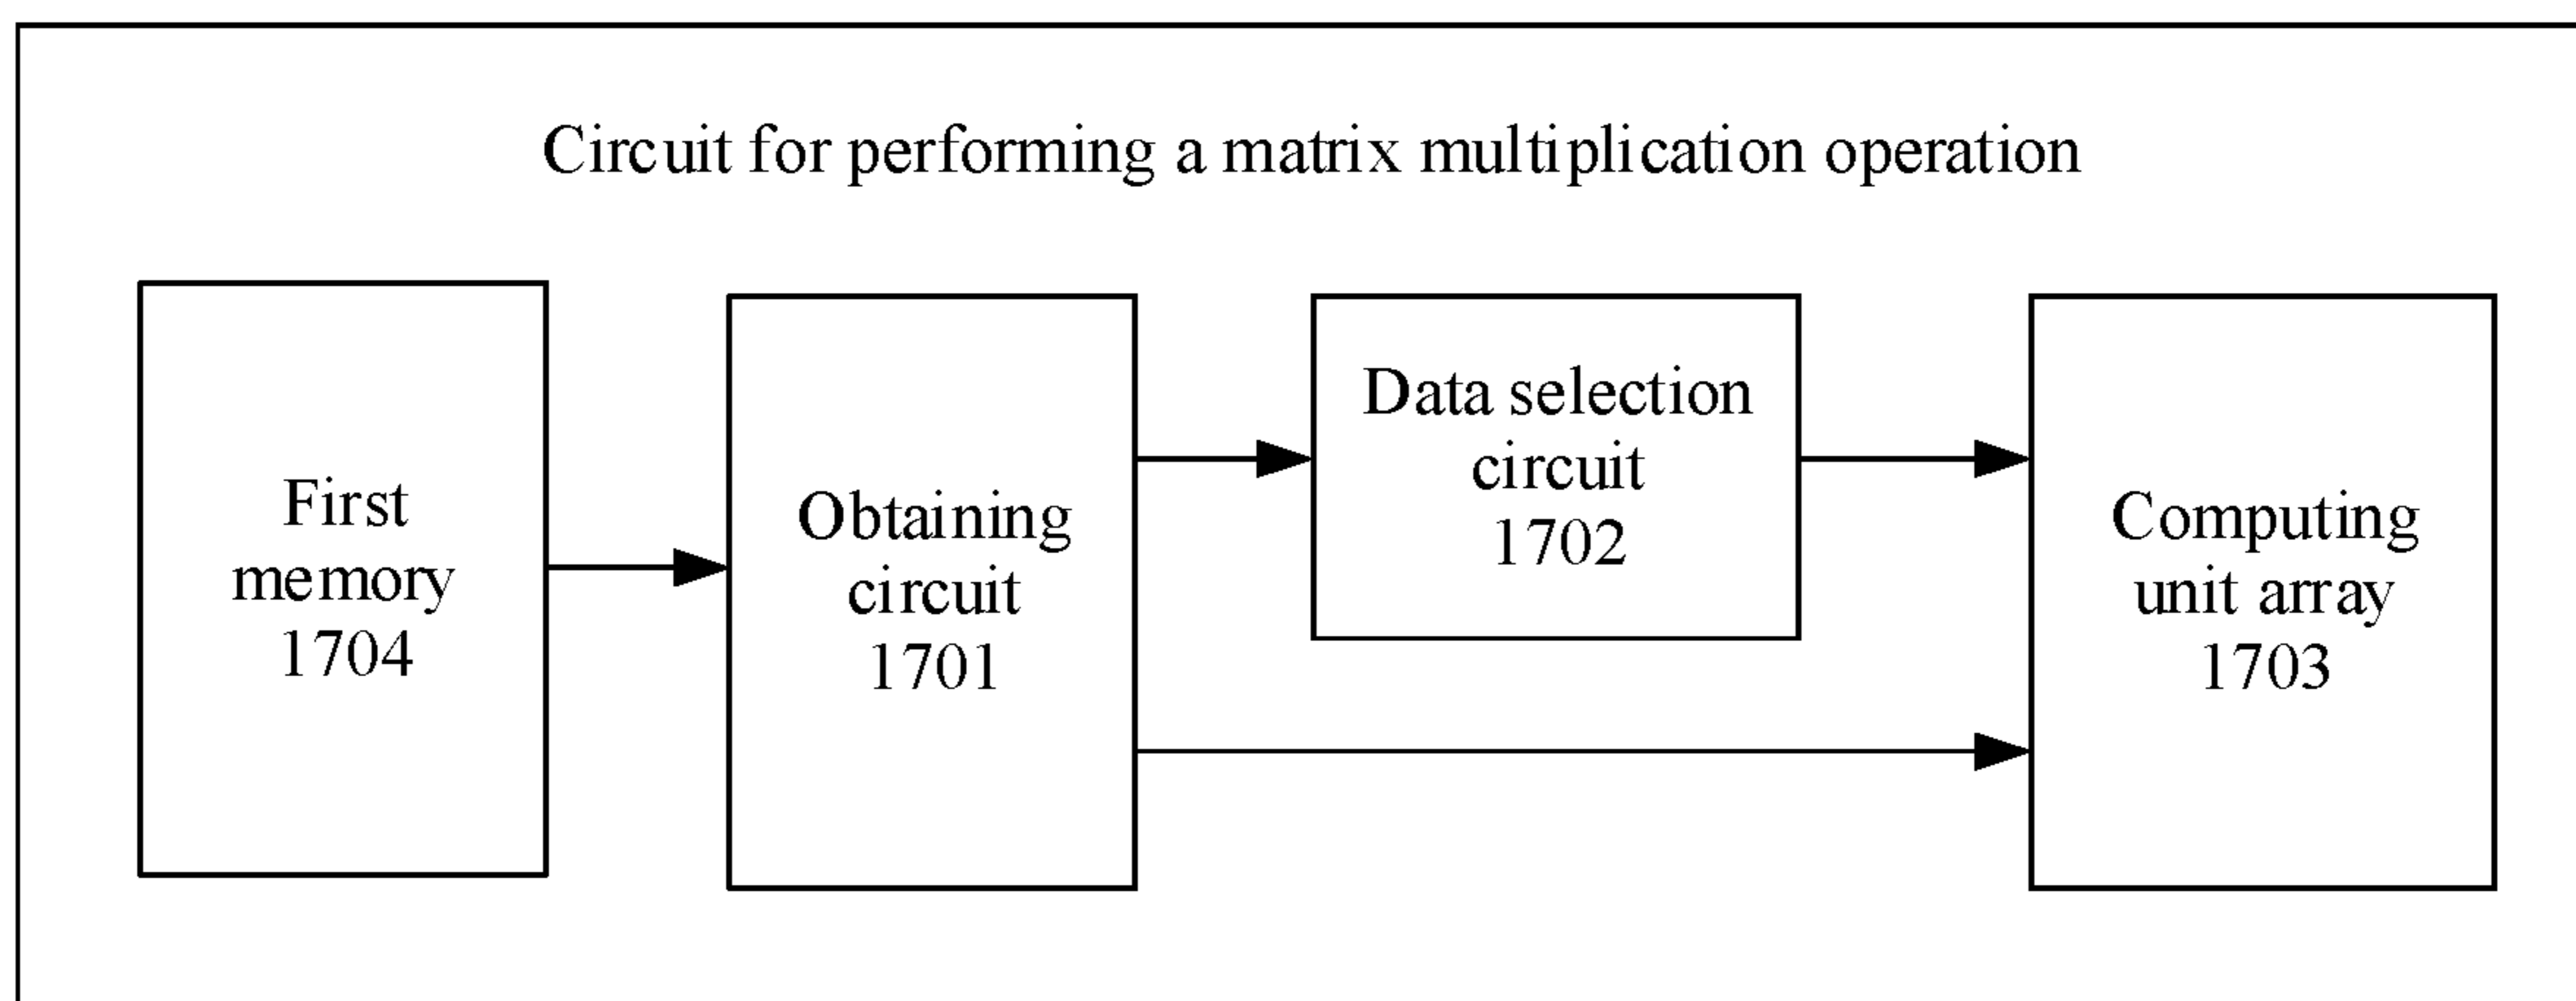 Circuit for performing a matrix multiplication operation
First
memory
1704
Obtaining
circuit
1701
Data selection
circuit
1702
Computing
unit array
1703